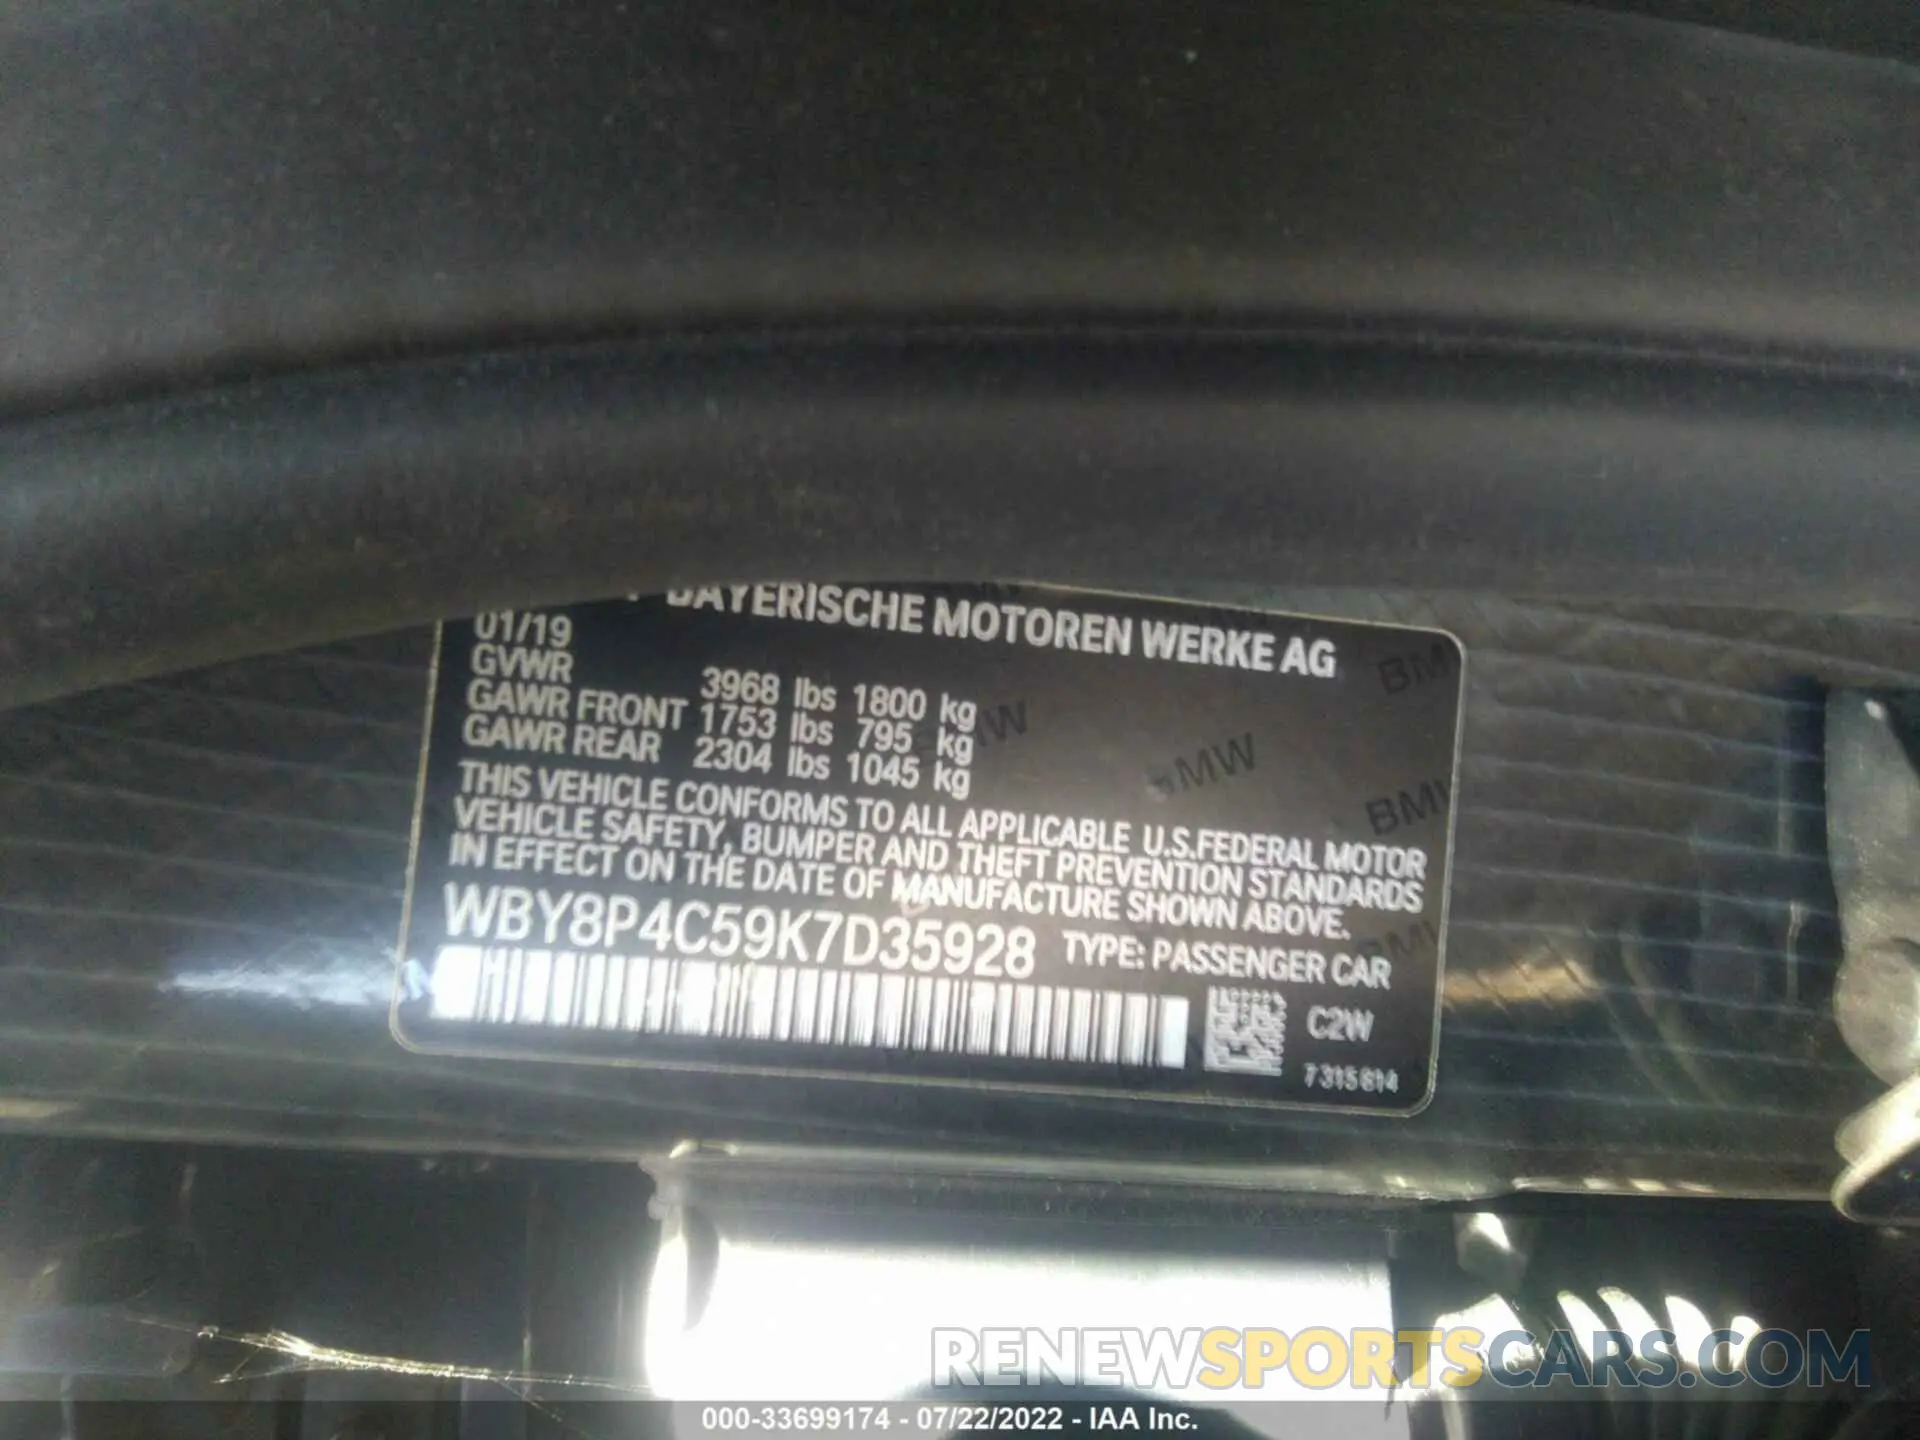 BAYERISCHE MOTOREN WERKE AG
01/19
GVWR 3968 lbs 1800 kg
GAWR FRONT 1753 lbs 795 kg
GAWR REAR 2304 lbs 1045 kg
THIS VEHICLE CONFORMS TO ALL APPLICABLE U.S.FEDERAL MOTOR
VEHICLE SAFETY, BUMPER AND THEFT PREVENTION STANDARDS
IN EFFECT ON THE DATE OF MANUFACTURE SHOWN ABOVE.
WBY8P4C59K7D35928 TYPE: PASSENGER CAR
C2W
7315814
BMW
RENEWSPORTSCARS.COM
000-33699174 - 07/22/2022 - IAA Inc.